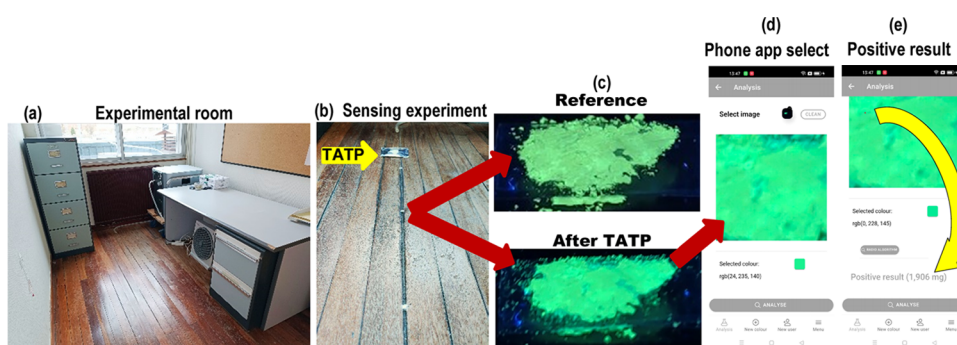 (a)
Experimental room
(b) Sensing experiment
TATP
(c)
Reference
After TATP
(d)
Phone app select
13:47
Analysis
Select image
CLEAN
Selected colour:
rgb(24, 235, 140)
ANALYSE
Analysis New colour New user Menu
(e)
Positive result
13:47
Analysis
Selected colour:
rgb(0, 228, 145)
Positive result (1,906 mg)
ANALYSE
Analysis New colour New user Menu